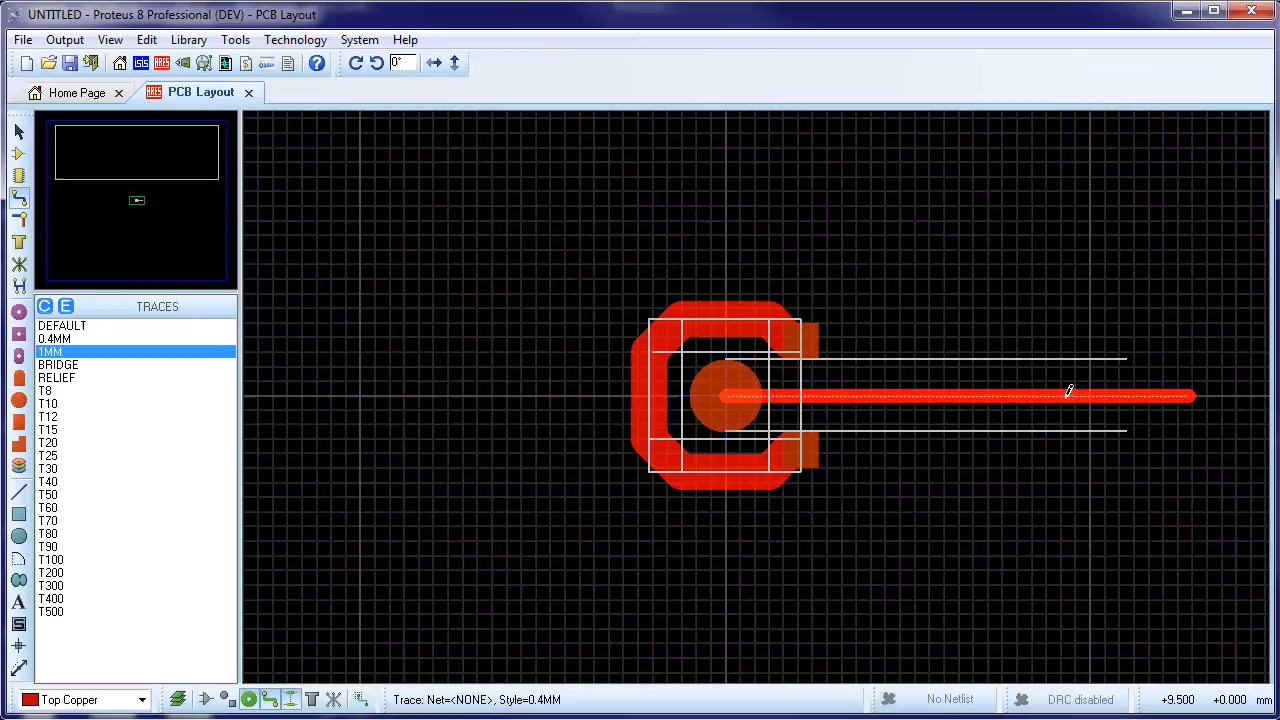 UNTITLED - Proteus 8 Professional (DEV) - PCB Layout
File Output View Edit Library Tools Technology System Help
ISIS ARES $ ? 0°
Home Page ARES PCB Layout
C E TRACES
DEFAULT
0.4MM
1MM
BRIDGE
RELIEF
T8
T10
T12
T15
T20
T25
T30
T40
T50
T60
T70
T80
T90
T100
T200
T300
T400
T500
A
S
Top Copper Trace: Net=<NONE>, Style=0.4MM No Netlist DRC disabled +9.500 +0.000 mm